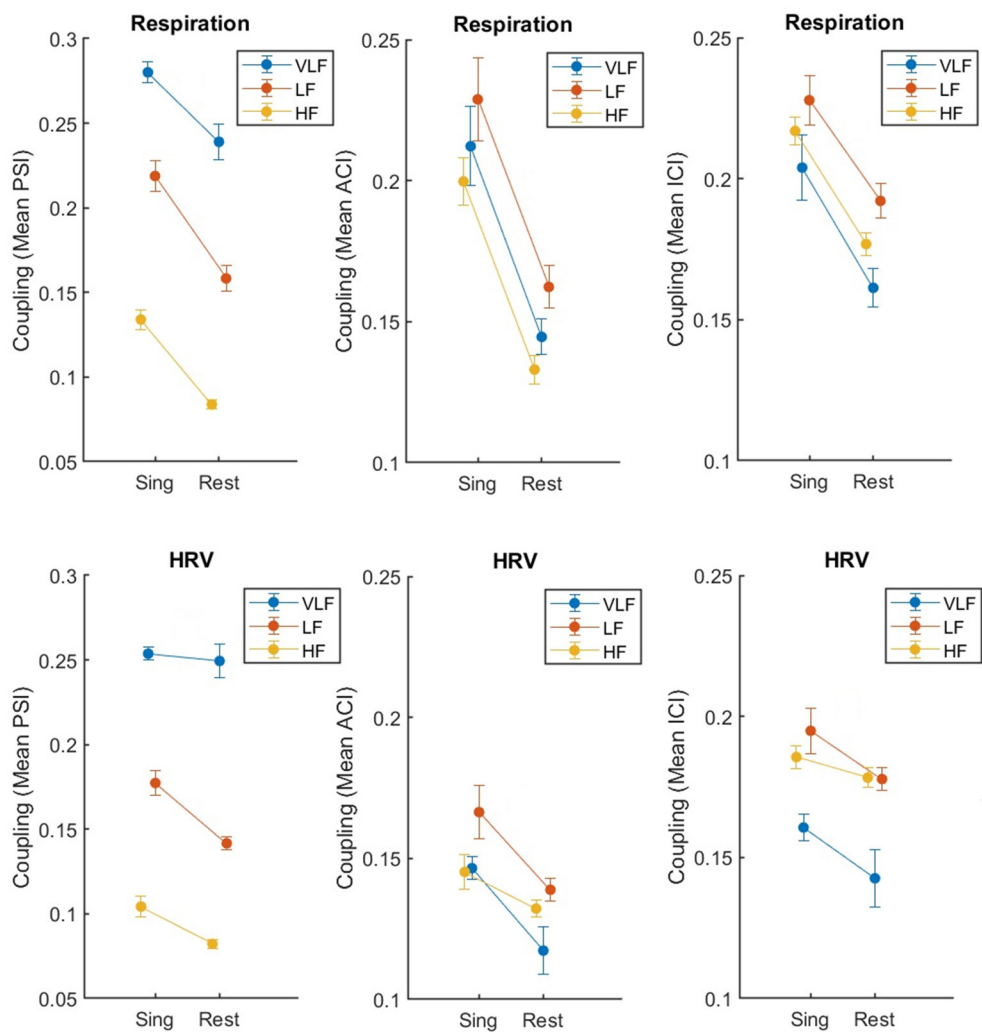 Respiration
0.3
0.25
0.2
0.15
0.1
0.05
Coupling (Mean PSI)
VLF
LF
HF
Sing Rest
Respiration
0.25
0.2
0.15
0.1
Coupling (Mean ACI)
VLF
LF
HF
Sing Rest
Respiration
0.25
0.2
0.15
0.1
Coupling (Mean ICI)
VLF
LF
HF
Sing Rest
HRV
0.3
0.25
0.2
0.15
0.1
0.05
Coupling (Mean PSI)
VLF
LF
HF
Sing Rest
HRV
0.25
0.2
0.15
0.1
Coupling (Mean ACI)
VLF
LF
HF
Sing Rest
HRV
0.25
0.2
0.15
0.1
Coupling (Mean ICI)
VLF
LF
HF
Sing Rest